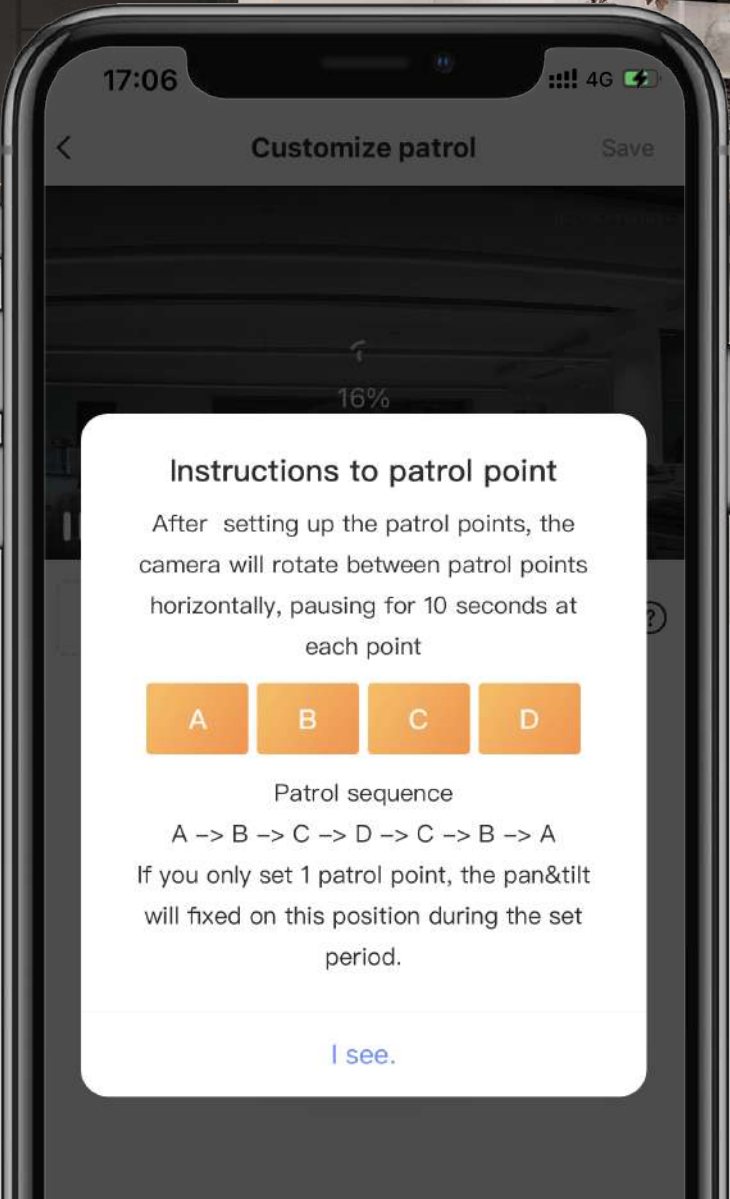 17:06
4G
Customize patrol
Save
16%
Instructions to patrol point
After  setting up the patrol points, the
camera will rotate between patrol points
horizontally, pausing for 10 seconds at
each point
A B C D
Patrol sequence
A –> B –> C –> D –> C –> B –> A
If you only set 1 patrol point, the pan&tilt
will fixed on this position during the set
period.
I see.